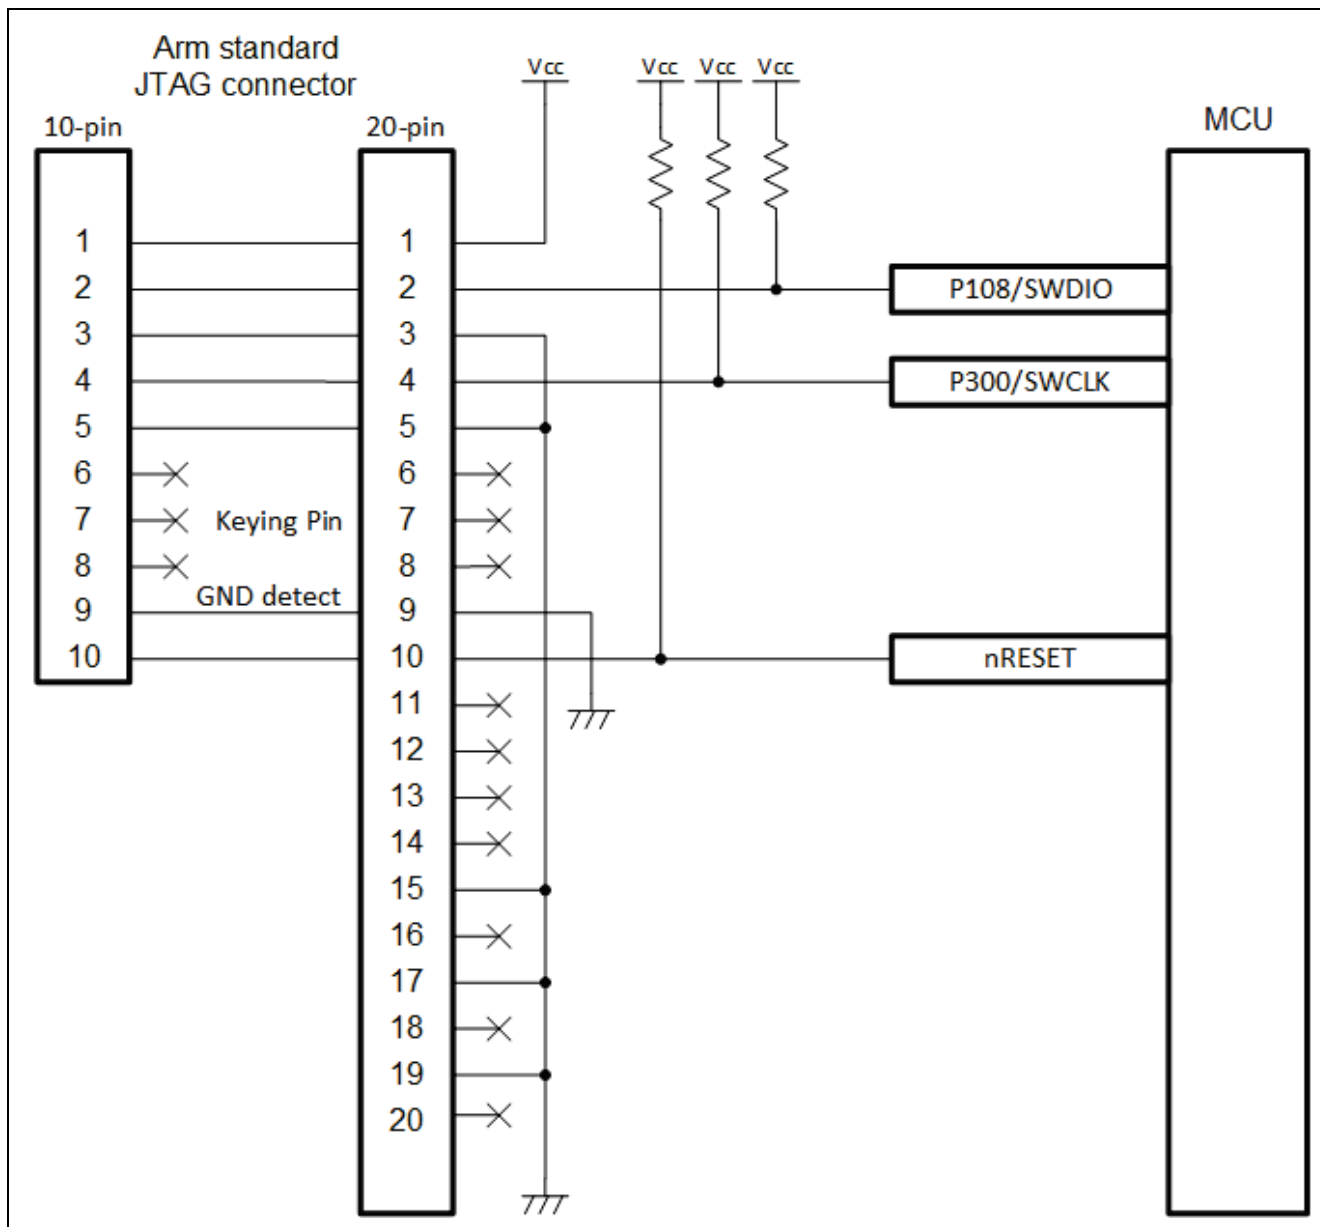 Arm standard
JTAG connector
Vcc
Vcc
Vcc
Vcc
10-pin
20-pin
MCU
1
1
2
2
P108/SWDIO
3
3
4
4
P300/SWCLK
5
5
6
6
7
Keying Pin
7
8
8
GND detect
9
9
10
10
nRESET
11
12
13
14
15
16
17
18
19
20